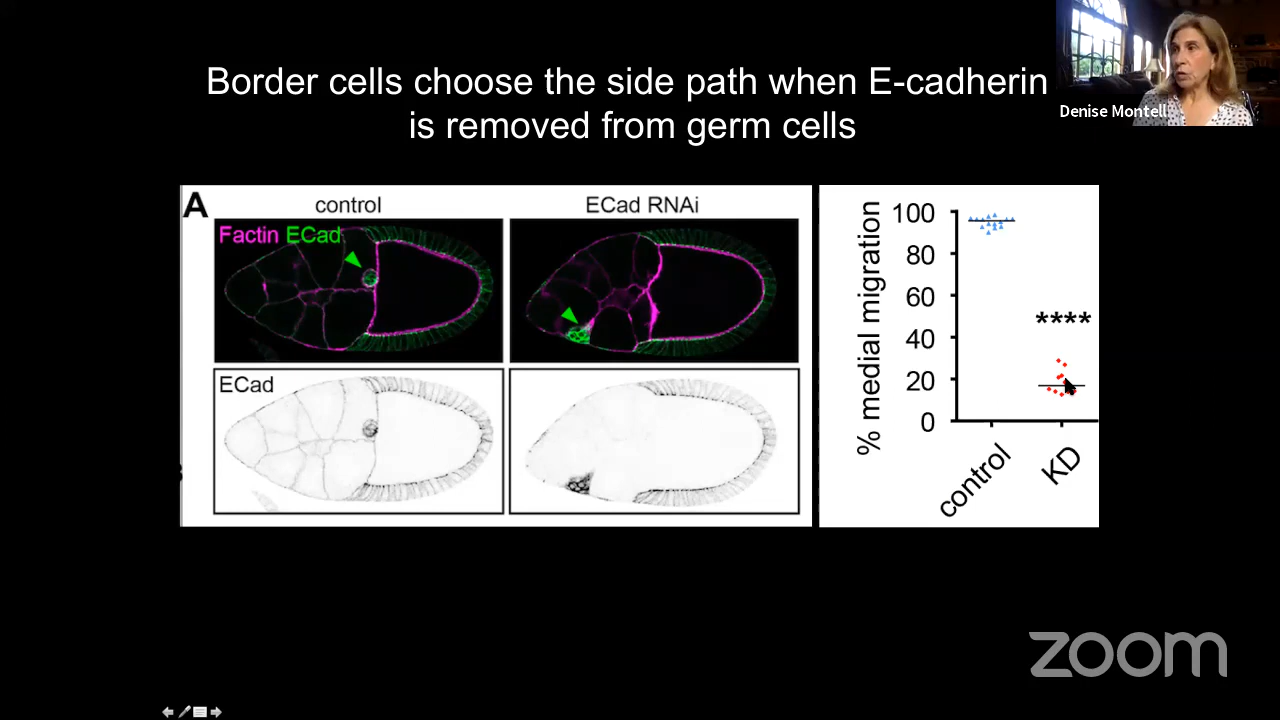 Border cells choose the side path when E-cadherin
is removed from germ cells
Denise Montell
A
control
ECad RNAi
Factin ECad
ECad
% medial migration
100
80
60
40
20
0
****
control
KD
zoom